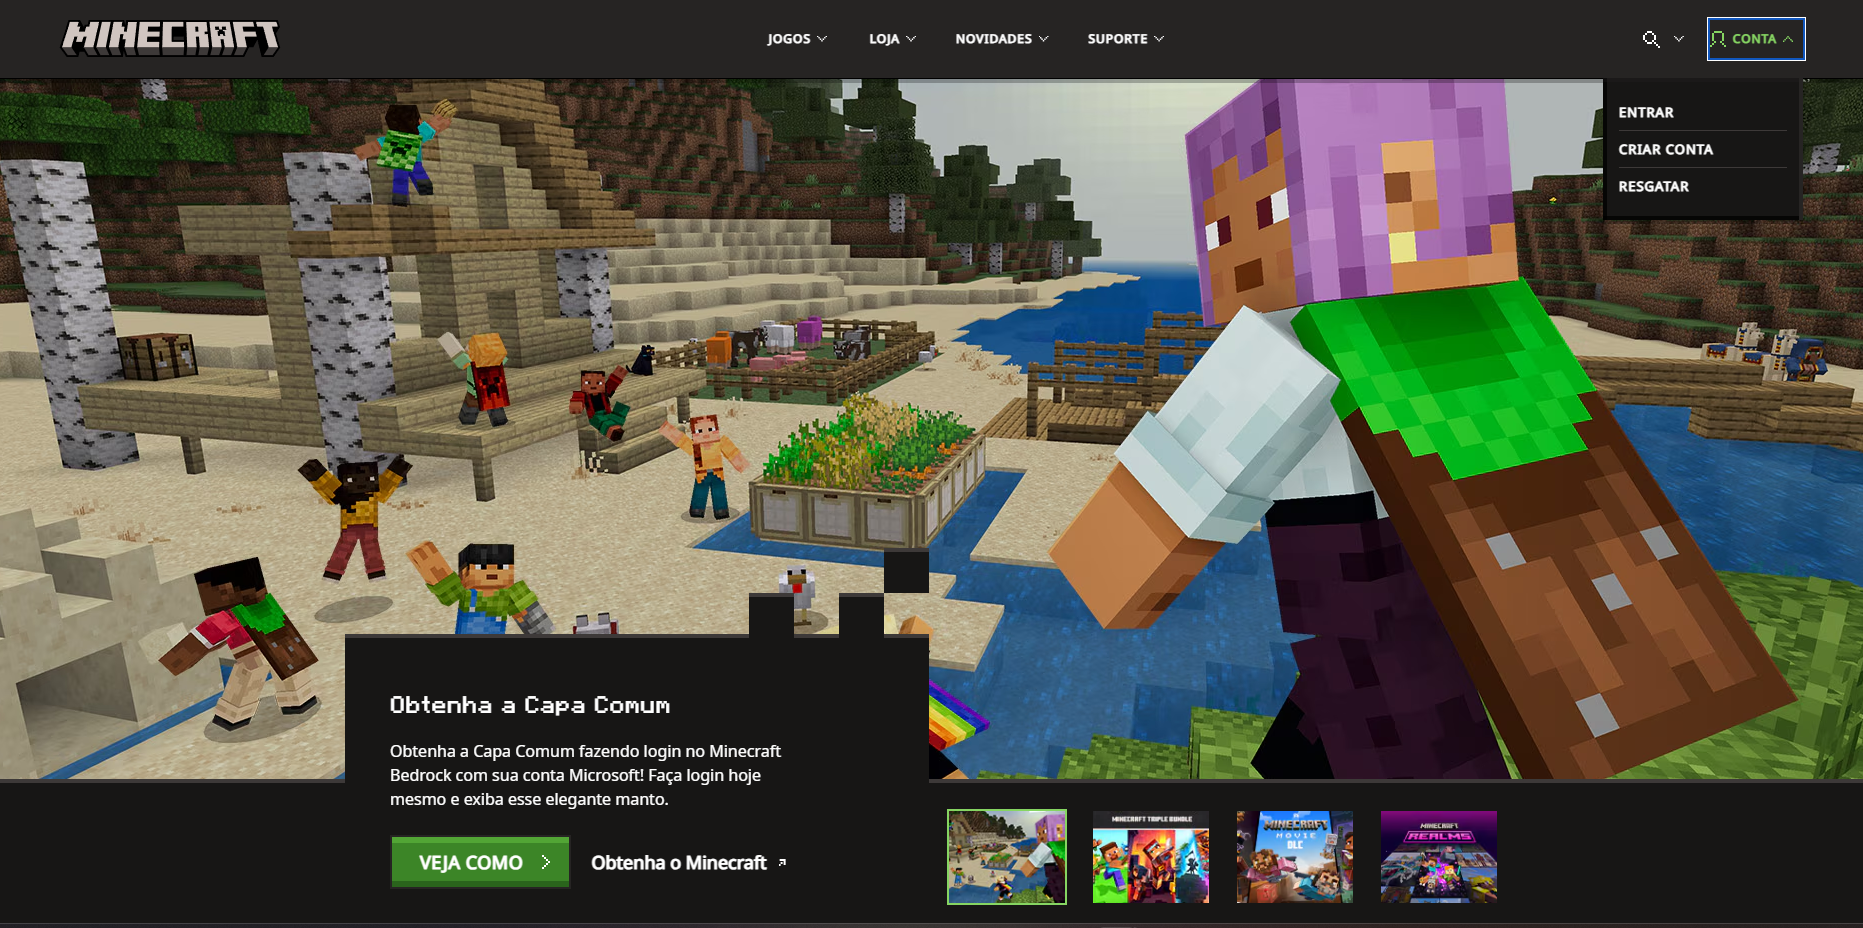 MINECRAFT
JOGOS
LOJA
NOVIDADES
SUPORTE
CONTA
ENTRAR
CRIAR CONTA
RESGATAR
Obtenha a Capa Comum
Obtenha a Capa Comum fazendo login no Minecraft
Bedrock com sua conta Microsoft! Faça login hoje
mesmo e exiba esse elegante manto.
VEJA COMO
Obtenha o Minecraft
MINECRAFT TRIPLE BUNDLE
MINECRAFT
MOVIE
DLC
MINECRAFT
REALMS